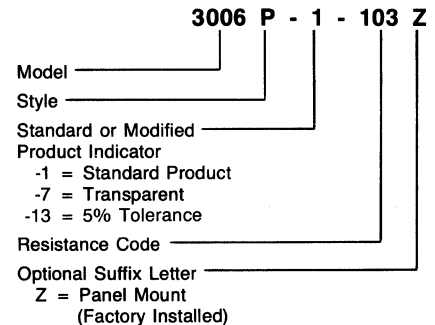 3006 P - 1 - 103 Z
Model
Style
Standard or Modified
Product Indicator
-1 = Standard Product
-7 = Transparent
-13 = 5% Tolerance
Resistance Code
Optional Suffix Letter
Z = Panel Mount
(Factory Installed)